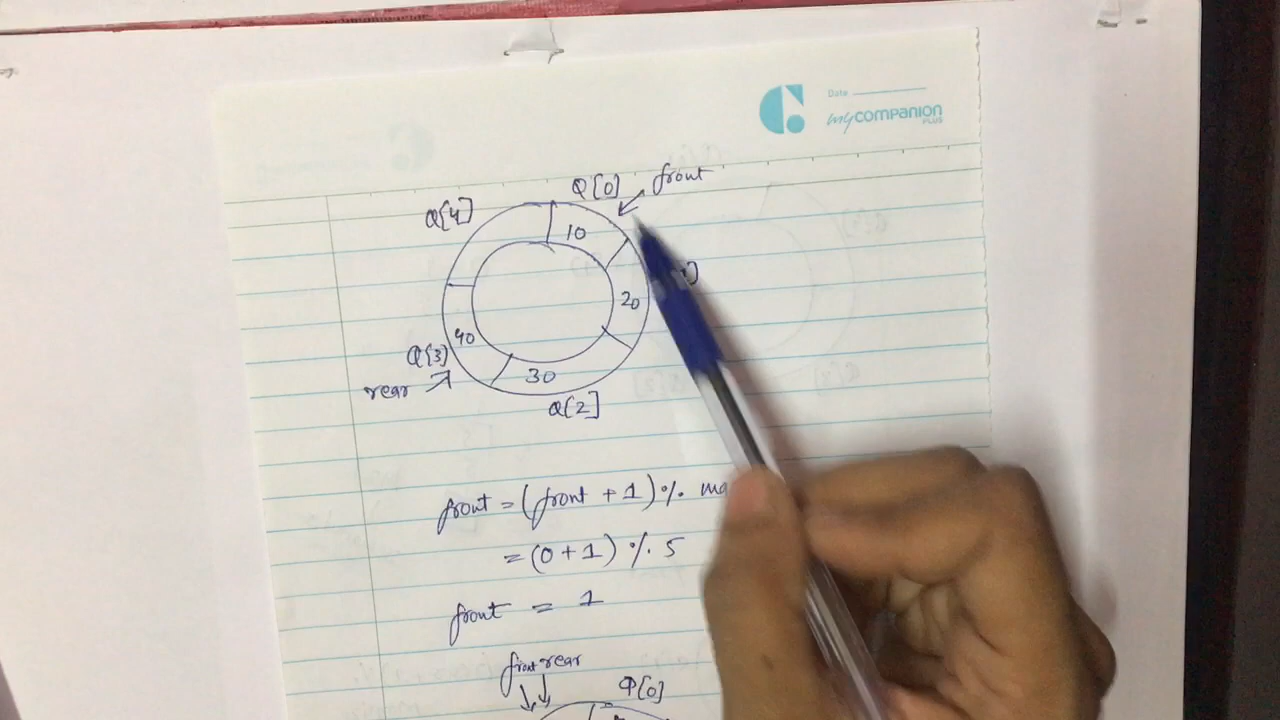 Date
mycompanion
PLUS
Q[0] front
Q[4]
10
20
40
Q[3]
rear
30
Q[2]
front = (front + 1) %
= (0 + 1) % 5
front = 1
front rear
Q[0]